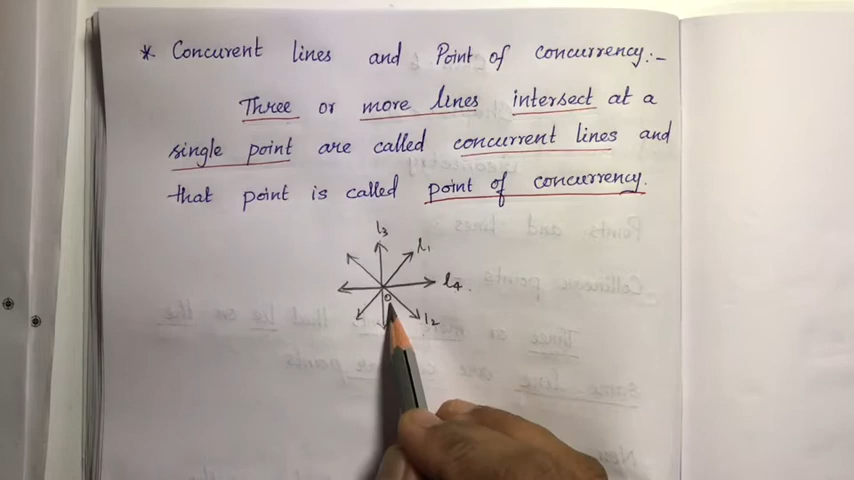 * Concurent lines and Point of concurrency:-
Three or more lines intersect at a
single point are called concurrent lines and
that point is called point of concurrency.
l3
l1
l4.
O
l2